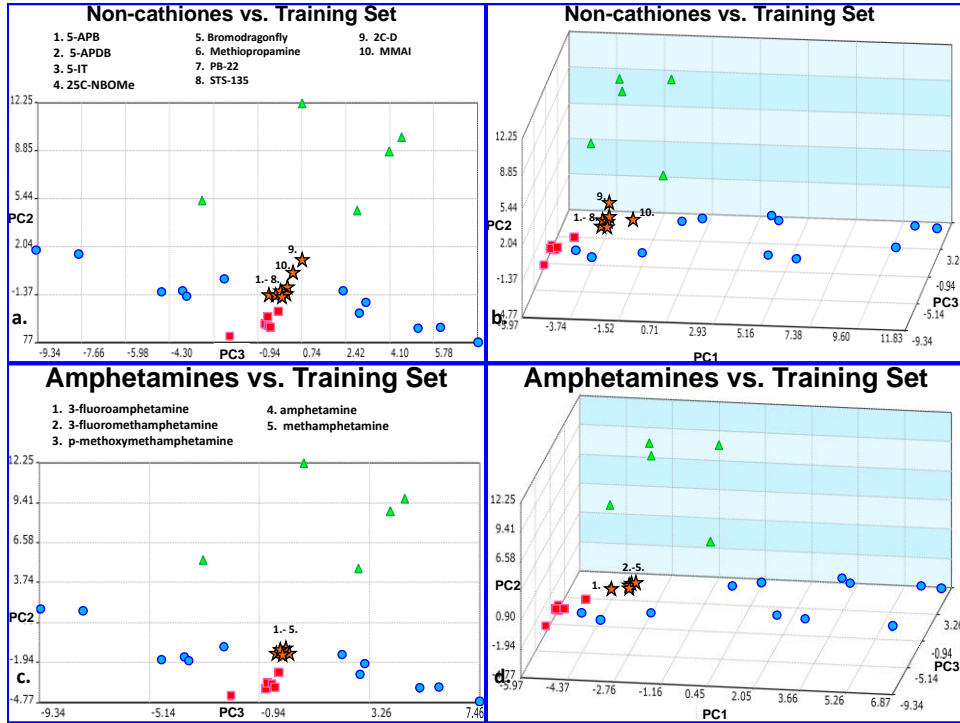 Non-cathiones vs. Training Set
1. 5-APB
2. 5-APDB
3. 5-IT
4. 25C-NBOMe
5. Bromodragfly
6. Methiopropamine
7. PB-22
8. STS-135
9. 2C-D
10. MMAI
12.25
8.85
5.44
PC2
2.04
-1.37
77
a.
9.
10.
1.- 8.
-9.34 -7.66 -4.30 -2.62 -0.94 0.74 2.42 4.10 5.78
PC3
Non-cathiones vs. Training Set
12.25
8.85
5.44
PC2
2.04
-1.37
-4.77
b.
9.
1.- 8.
10.
-5.97 -3.74 -1.52 0.71 2.93 5.16 7.38 9.60 11.83 -9.34
PC1
3.26
-0.94
PC3
-5.14
Amphetamines vs. Training Set
1. 3-fluoroamphetamine
2. 3-fluoromethamphetamine
3. p-methoxymethamphetamine
4. amphetamine
5. methamphetamine
12.25
9.41
6.58
3.74
PC2
-1.94
c.
-4.77
1.- 5.
-9.34 -5.14 -0.94 3.26 7.46
PC3
Amphetamines vs. Training Set
12.25
9.41
6.58
PC2
0.90
-1.94
d.
1.
2.-5.
-5.97 -4.37 -2.76 -1.16 0.45 2.05 3.66 5.26 6.87 -9.34
PC1
3.26
-0.94
PC3
-5.14